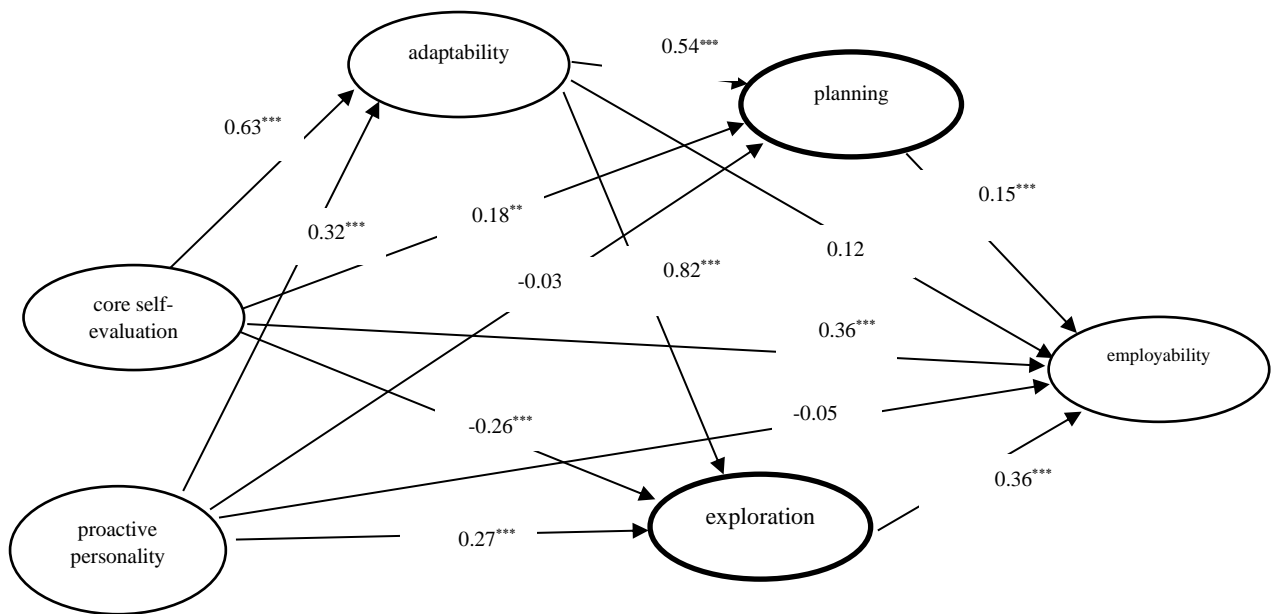 adaptability
0.54***
planning
0.63***
0.15***
0.18**
0.32***
0.12
0.82***
-0.03
core self-
evaluation
0.36***
employability
-0.26***
-0.05
0.36***
proactive
personality
exploration
0.27***